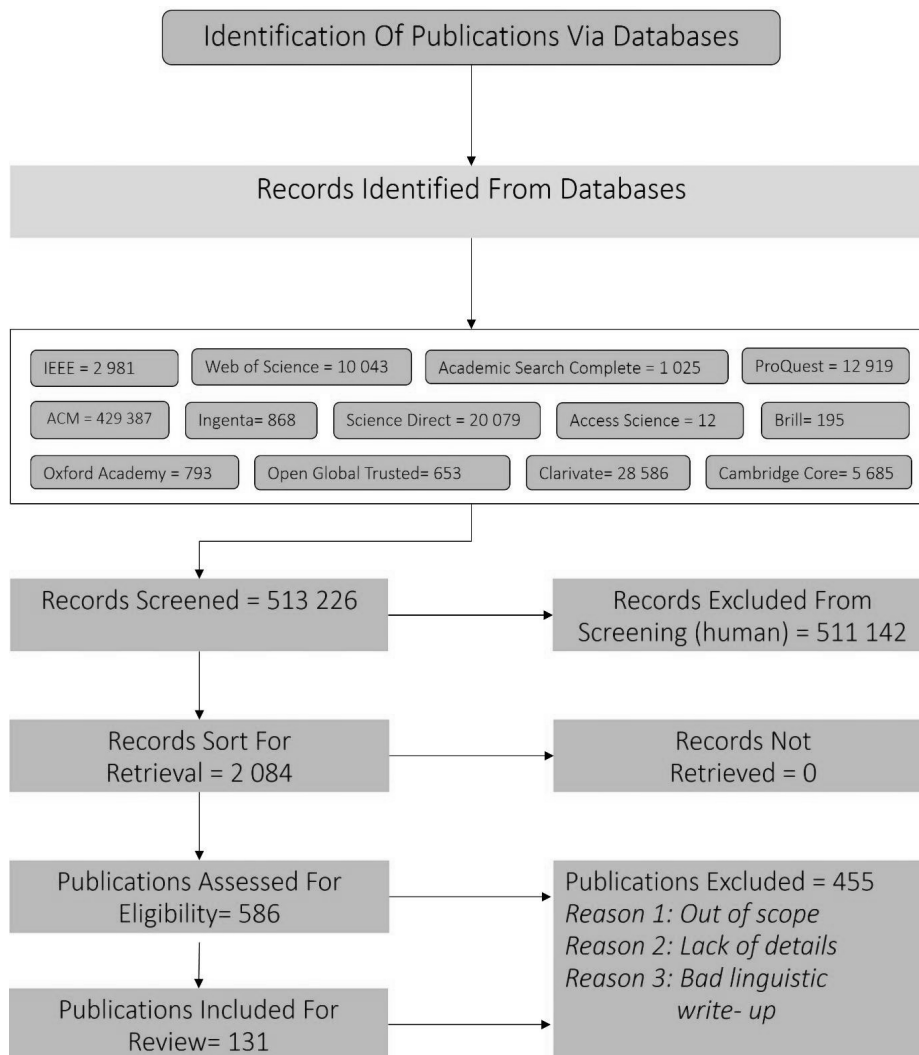 Identification Of Publications Via Databases
Records Identified From Databases
IEEE = 2 981
Web of Science = 10 043
Academic Search Complete = 1 025
ProQuest = 12 919
ACM = 429 387
Ingenta= 868
Science Direct = 20 079
Access Science = 12
Brill= 195
Oxford Academy = 793
Open Global Trusted= 653
Clarivate= 28 586
Cambridge Core= 5 685
Records Screened = 513 226
Records Excluded From
Screening (human) = 511 142
Records Sort For
Retrieval = 2 084
Records Not
Retrieved = 0
Publications Assessed For
Eligibility= 586
Publications Excluded = 455
Reason 1: Out of scope
Reason 2: Lack of details
Reason 3: Bad linguistic
write- up
Publications Included For
Review= 131